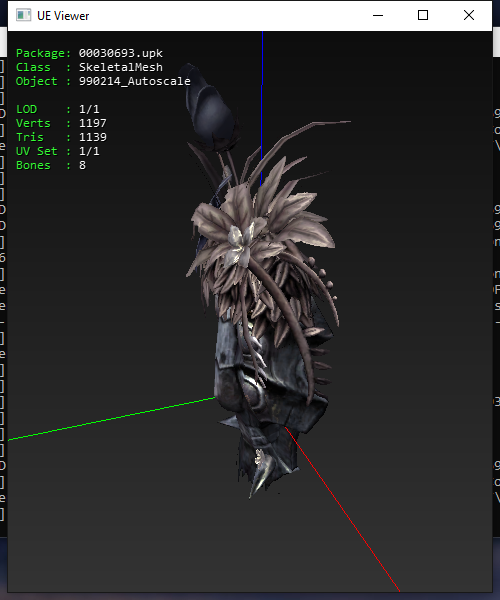 UE Viewer
Package: 00030693.upk
Class : SkeletalMesh
Object : 990214_Autoscale
LOD : 1/1
Verts : 1197
Tris : 1139
UV Set : 1/1
Bones : 8